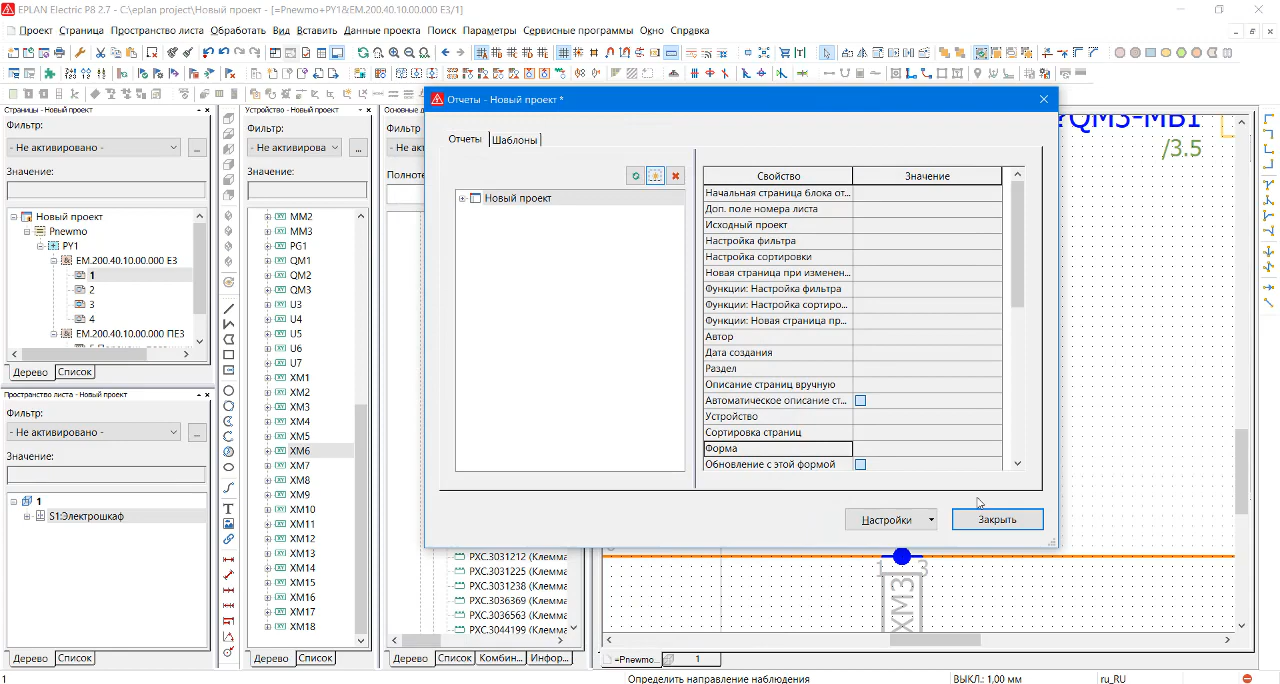 EPLAN Electric P8 2.7 - C:\eplan project\Новый проект - [=Pnewmo+PY1&EM.200.40.10.00.000 E3/1]
Проект Страница Пространство листа Обработать Вид Вставить Данные проекта Найти Параметры Сервисные программы Окно Справка
Страницы - Новый проект
Фильтр:
- Не активировано -
...
Значение:
Новый проект
Pnewmo
PY1
EM.200.40.10.00.000 E3
1
2
3
4
EM.200.40.10.00.000 ПЕ3
Дерево
Список
Пространство листа - Новый проект
Фильтр:
- Не активировано -
...
Значение:
1
S1:Электрошкаф
Дерево
Список
Устройство - Новый проект
Фильтр:
- Не активирова
...
Значение:
MM2
MM3
PG1
QM1
QM2
QM3
U3
U4
U5
U6
U7
XM1
XM2
XM3
XM4
XM5
XM6
XM7
XM8
XM9
XM10
XM11
XM12
XM13
XM14
XM15
XM16
XM17
XM18
Дерево
Список
Основные д
Фильтр
- Не акт
Полноте
PXC.3031212 (Клемма
PXC.3031225 (Клемма
PXC.3031238 (Клемма
PXC.3036369 (Клемма
PXC.3036563 (Клемма
PXC.3044199 (Клемма
Дерево
Список
Комбин...
Инфор...
Отчеты - Новый проект *
Отчеты
Шаблоны
Новый проект
Свойство Значение
Начальная страница блока от...
Доп. поле номера листа
Исходный проект
Настройка фильтра
Настройка сортировки
Новая страница при изменен...
Функции: Настройка фильтра
Функции: Настройка сортиро...
Функции: Новая страница пр...
Автор
Дата создания
Раздел
Описание страниц вручную
Автоматическое описание ст...
Устройство
Сортировка страниц
Форма
Обновление с этой формой
Настройки
Закрыть
?QM3-MB1
/3.5
1
3
XM3
=Pnewmo...
1
1
Определить направление наблюдения
ВЫКЛ.: 1,00 мм
ru_RU